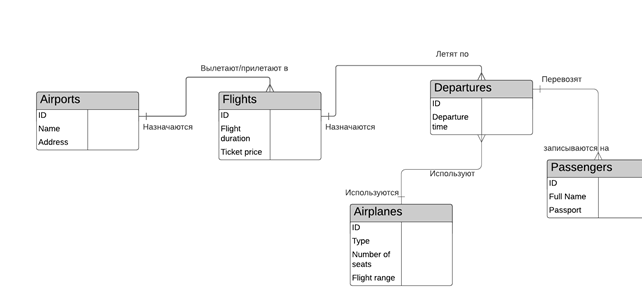 Летят по
Вылетают/прилетают в
Перевозят
Airports
ID
Name
Address
Назначаются
Flights
ID
Flight
duration
Ticket price
Назначаются
Departures
ID
Departure
time
записываются на
Passengers
ID
Full Name
Passport
Используют
Используются
Airplanes
ID
Type
Number of
seats
Flight range